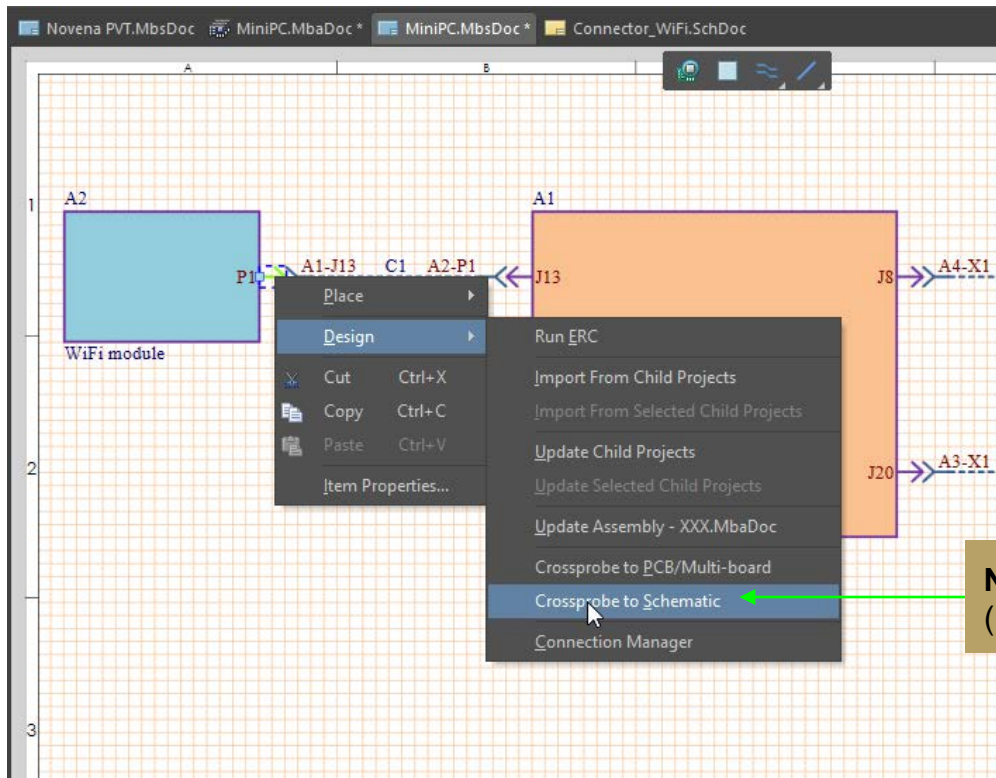 Novena PVT.MbsDoc MiniPC.MbaDoc * MiniPC.MbsDoc * Connector_WiFi.SchDoc
A B
1
A2 A1
P1 A1-J13 C1 A2-P1 J13 J8 A4-X1
WiFi module
Place
Design
Cut Ctrl+X
Copy Ctrl+C
Paste Ctrl+V
Item Properties...
Run ERC
Import From Child Projects
Import From Selected Child Projects
Update Child Projects
Update Selected Child Projects
Update Assembly - XXX.MbaDoc
Crossprobe to PCB/Multi-board
Crossprobe to Schematic
Connection Manager
2
J20 A3-X1
N
(
3